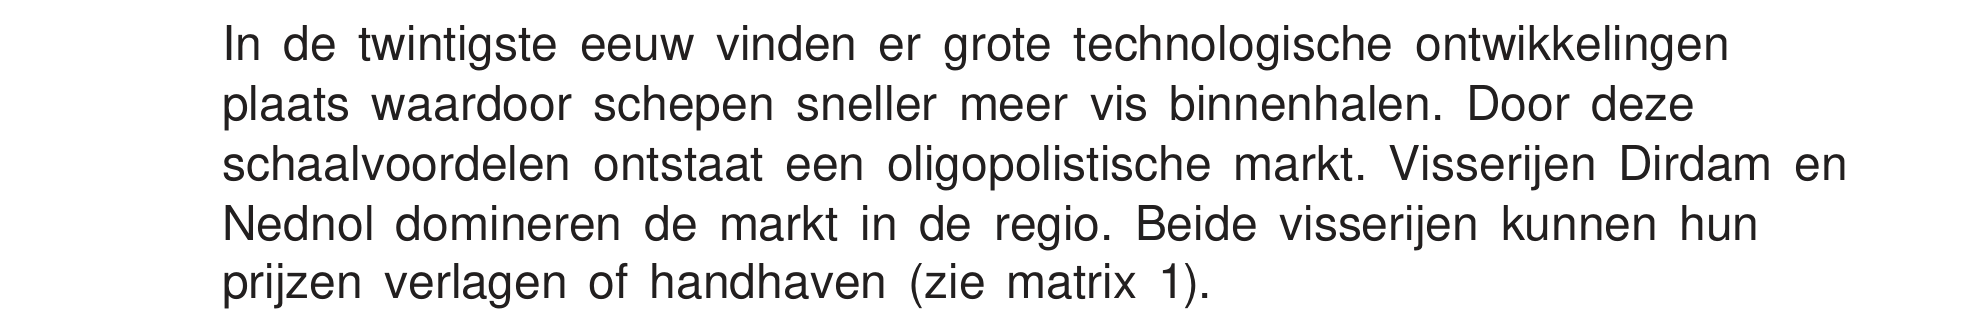 In de twintigste eeuw vinden er grote technologische ontwikkelingen
plaats waardoor schepen sneller meer vis binnenhalen. Door deze
schaalvoordelen ontstaat een oligopolistische markt. Visserijen Dirdam en
Nednol domineren de markt in de regio. Beide visserijen kunnen hun
prijzen verlagen of handhaven (zie matrix 1).